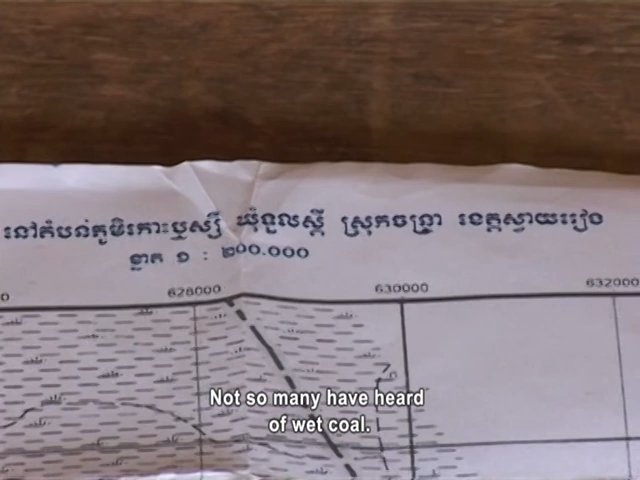 នៅតំបន់ភូមិកោះឫស្សី ឃុំទួលស្តី ស្រុកចន្ទ្រា ខេត្តស្វាយរៀង
ខ្នាត ១ : ២០០.០០០
628000 630000 632000
Not so many have heard
of wet coal.